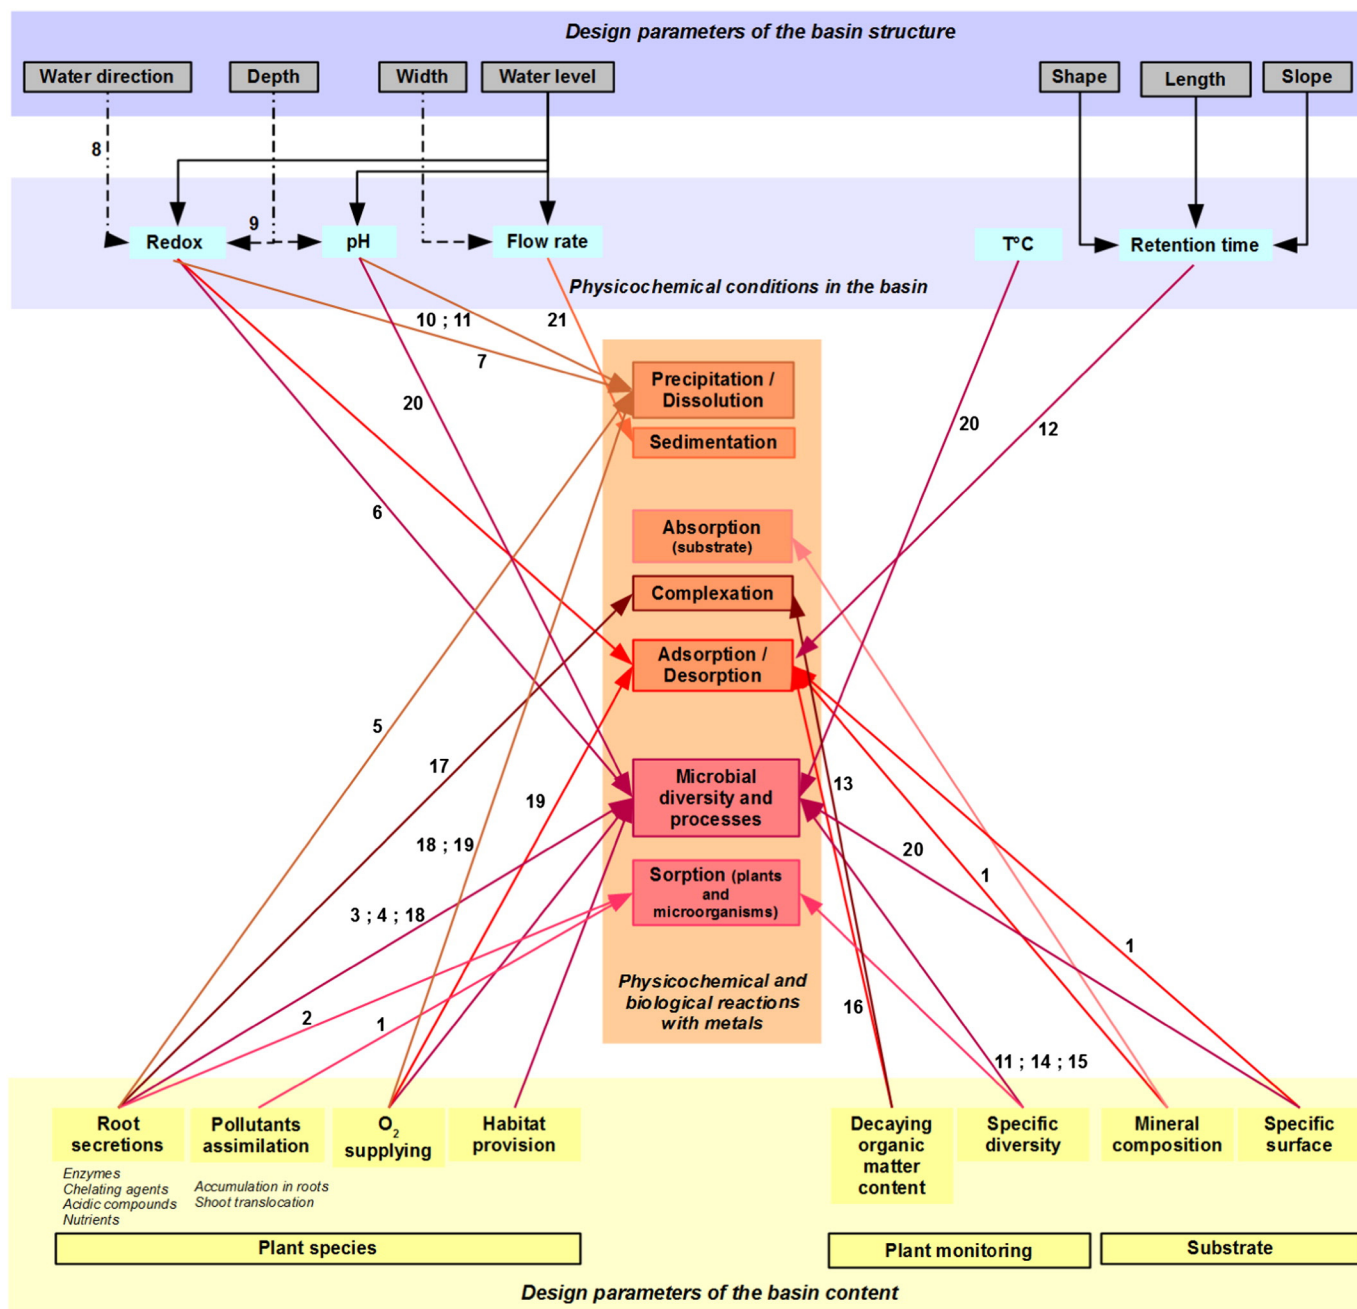 Design parameters of the basin structure
Water direction
Depth
Width
Water level
Shape
Length
Slope
8
9
Redox
pH
Flow rate
T°C
Retention time
Physicochemical conditions in the basin
10 ; 11
21
7
Precipitation /
Dissolution
20
20
12
Sedimentation
6
Absorption
(substrate)
Complexation
Adsorption /
Desorption
5
17
Microbial
diversity and
processes
13
19
18 ; 19
20
1
Sorption (plants
and
microorganisms)
3 ; 4 ; 18
1
Physicochemical and
biological reactions
with metals
2
1
16
11 ; 14 ; 15
Root
secretions
Pollutants
assimilation
O2
supplying
Habitat
provision
Decaying
organic
matter
content
Specific
diversity
Mineral
composition
Specific
surface
Enzymes
Chelating agents
Acidic compounds
Nutrients
Accumulation in roots
Shoot translocation
Plant species
Plant monitoring
Substrate
Design parameters of the basin content